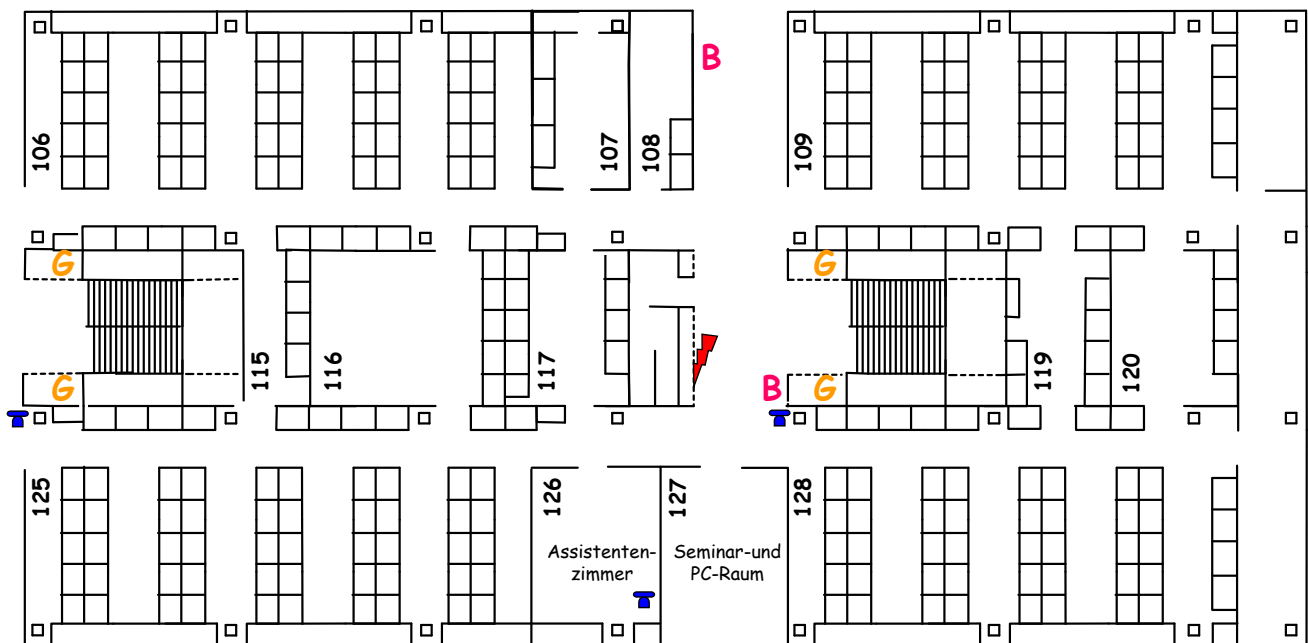 B
106
107
108
109
G
G
115
116
117
119
120
G
B
G
125
126
127
128
Assistenten-
zimmer
Seminar-und
PC-Raum